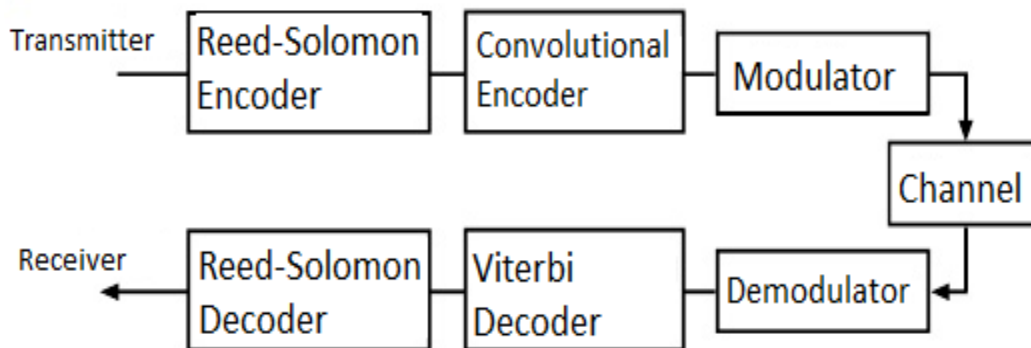 Transmitter
Reed-Solomon
Encoder
Convolutional
Encoder
Modulator
Channel
Receiver
Reed-Solomon
Decoder
Viterbi
Decoder
Demodulator